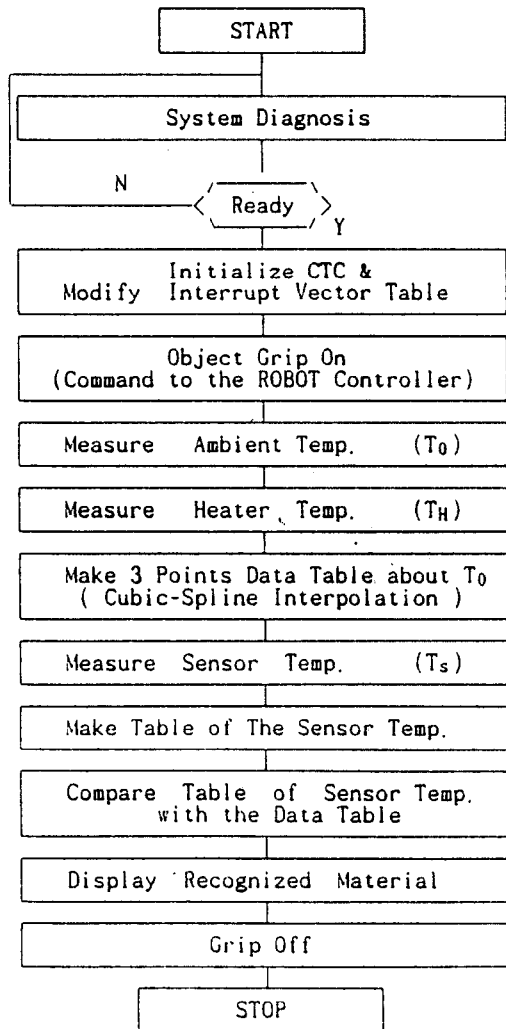 START
System Diagnosis
N
Ready
Y
Initialize CTC &
Modify Interrupt Vector Table
Object Grip On
(Command to the ROBOT Controller)
Measure Ambient Temp. (T₀)
Measure Heater Temp. (T_H)
Make 3 Points Data Table about T₀
( Cubic-Spline Interpolation )
Measure Sensor Temp. (T_S)
Make Table of The Sensor Temp.
Compare Table of Sensor Temp.
with the Data Table
Display Recognized Material
Grip Off
STOP